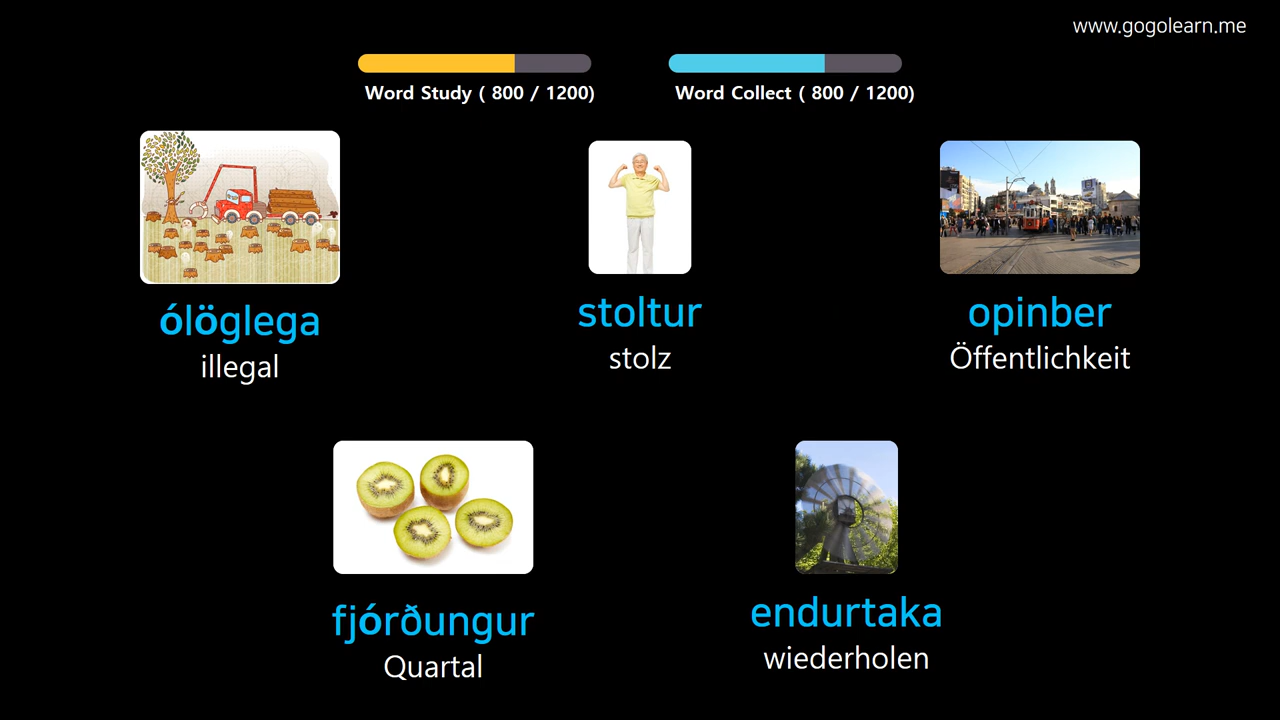 www.gogolearn.me
Word Study ( 800 / 1200)
Word Collect ( 800 / 1200)
ólöglega
illegal
stoltur
stolz
opinber
Öffentlichkeit
fjórðungur
Quartal
endurtaka
wiederholen